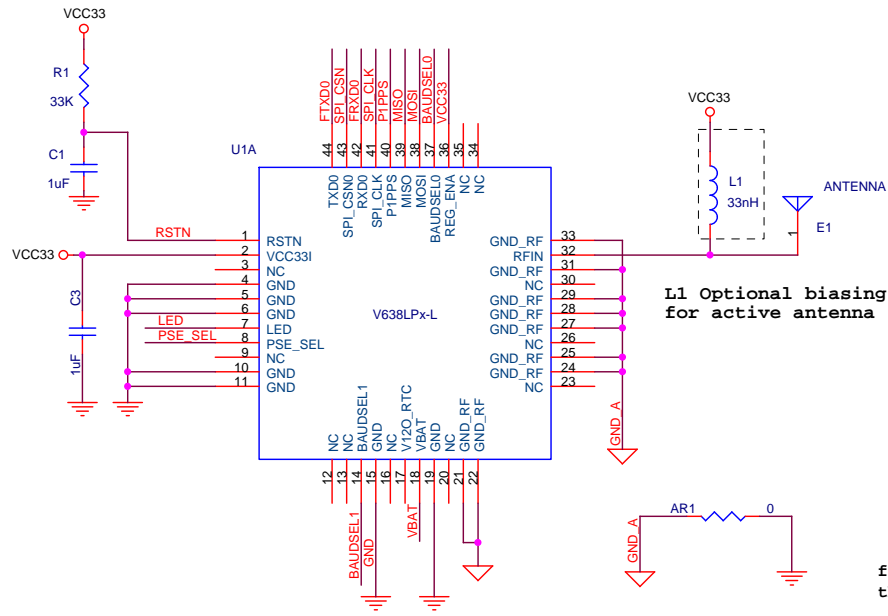 VCC33
R1
33K
C1
1uF
U1A
FTXD0
SPI_CSN
FRXD0
SPI_CLK
P1PPS
MISO
MOSI
BAUDSEL0
VCC33
44
43
42
41
40
39
38
37
36
35
34
TXD0
SPI_CSN0
RXD0
SPI_CLK
P1PPS
MISO
MOSI
BAUDSEL0
REG_ENA
NC
NC
VCC33
L1
33nH
ANTENNA
E1
1
L1 Optional biasing
for active antenna
RSTN
VCC33
C3
1uF
LED
PSE_SEL
1 RSTN
2 VCC33I
3 NC
4 GND
5 GND
6 GND
7 LED
8 PSE_SEL
9 NC
10 GND
11 GND
V638LPx-L
GND_RF 33
RFIN 32
GND_RF 31
NC 30
GND_RF 29
GND_RF 28
GND_RF 27
NC 26
GND_RF 25
GND_RF 24
NC 23
NC
NC
BAUDSEL1
GND
NC
V12O_RTC
VBAT
GND
NC
GND_RF
GND_RF
12
13
14
15
16
17
18
19
20
21
22
BAUDSEL1
GND
VBAT
GND_A
GND_A
AR1
0
f
t